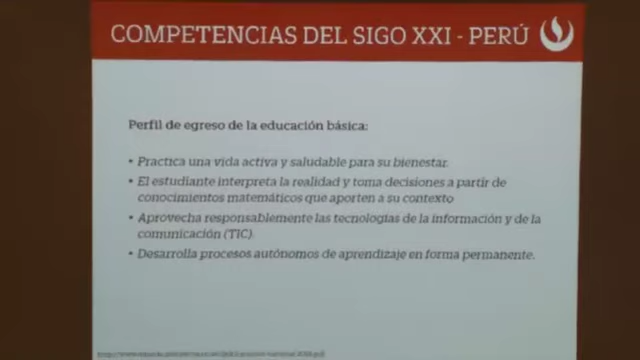 COMPETENCIAS DEL SIGO XXI - PERÚ
Perfil de egreso de la educación básica:
• Practica una vida activa y saludable para su bienestar.
• El estudiante interpreta la realidad y toma decisiones a partir de
conocimientos matemáticos que aporten a su contexto
• Aprovecha responsablemente las tecnologías de la información y de la
comunicación (TIC).
• Desarrolla procesos autónomos de aprendizaje en forma permanente.